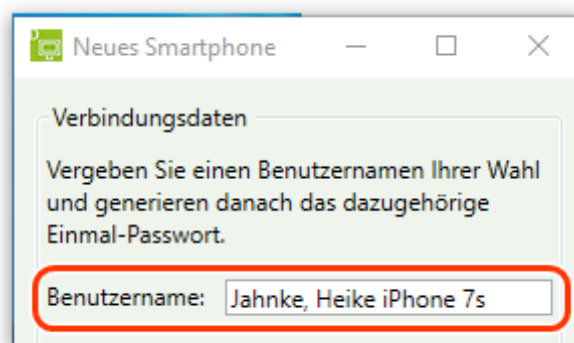 Neues Smartphone
Verbindungsdaten
Vergeben Sie einen Benutzernamen Ihrer Wahl
und generieren danach das dazugehörige
Einmal-Passwort.
Benutzername: Jahnke, Heike iPhone 7s